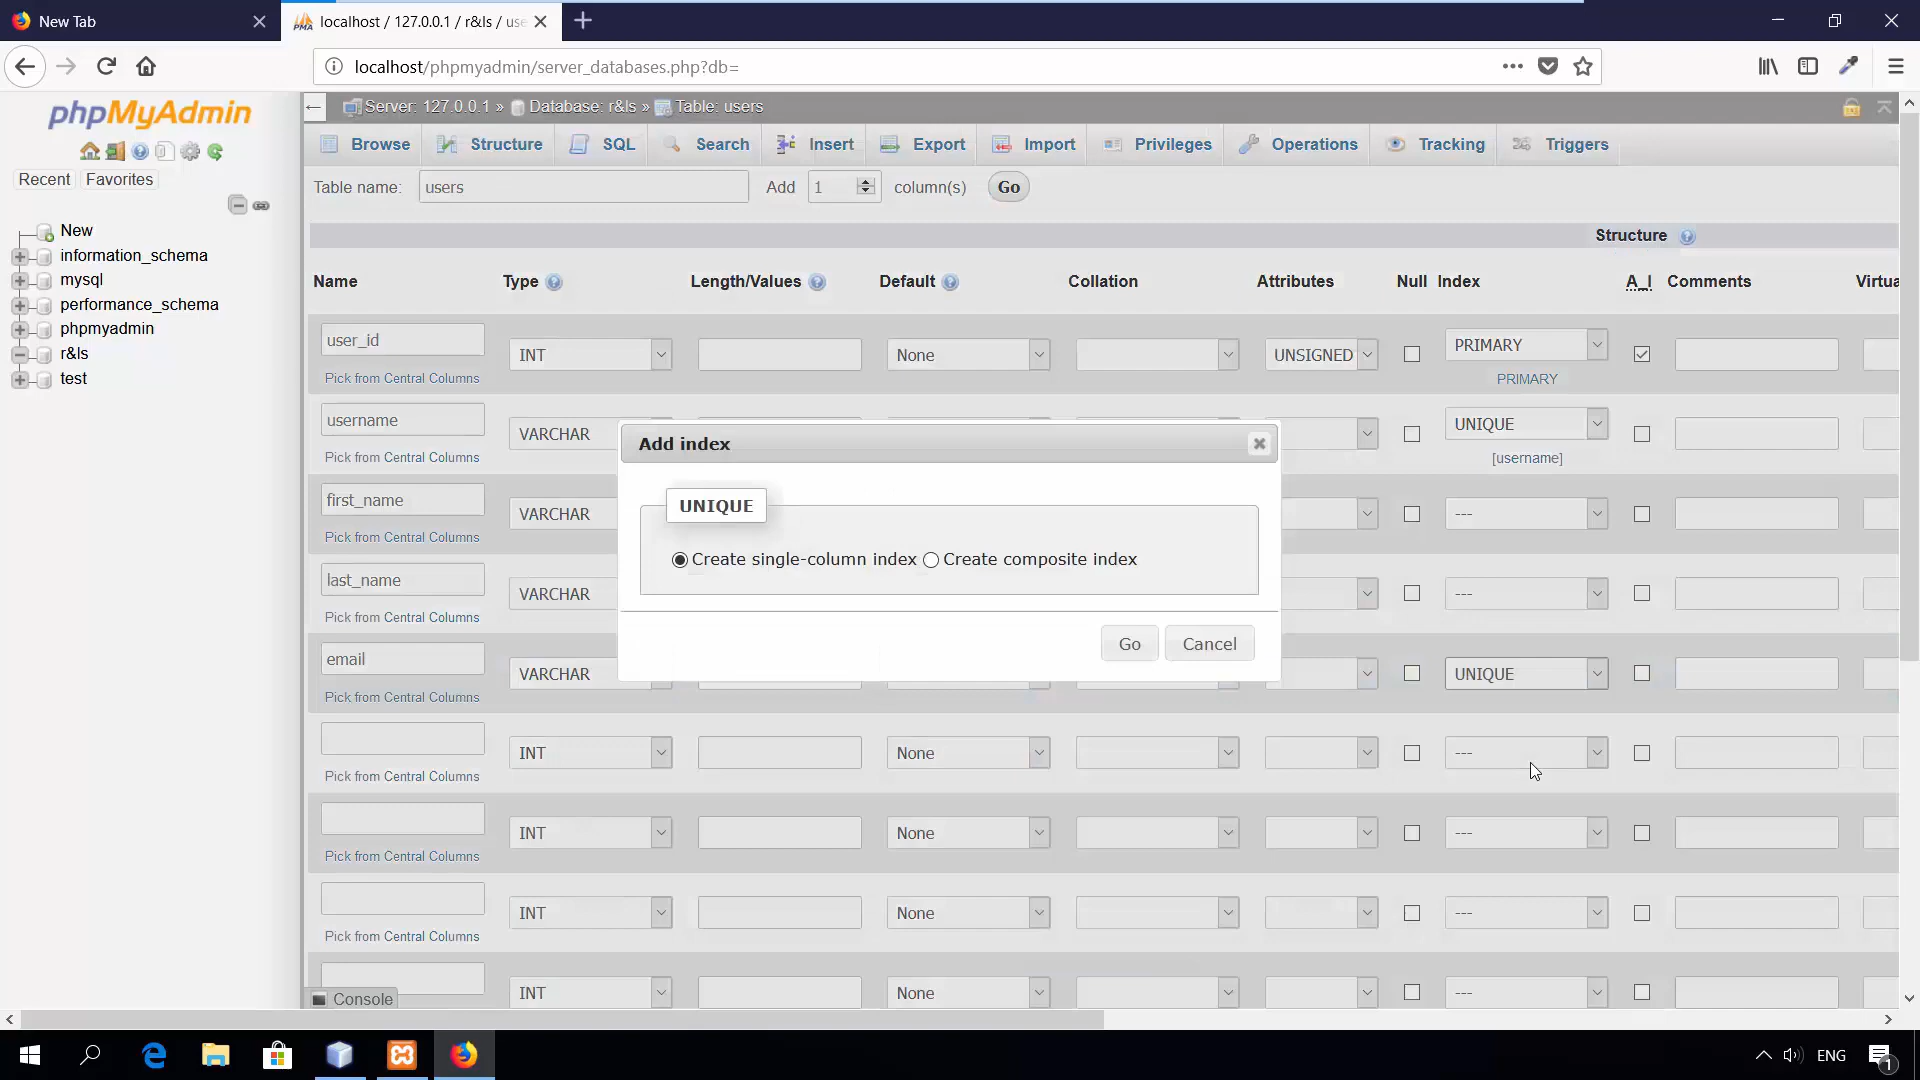 New Tab
localhost / 127.0.0.1 / r&ls / use
localhost/phpmyadmin/server_databases.php?db=
phpMyAdmin
Recent Favorites
New
information_schema
mysql
performance_schema
phpmyadmin
r&ls
test
Server: 127.0.0.1 » Database: r&ls » Table: users
Browse Structure SQL Search Insert Export Import Privileges Operations Tracking Triggers
Table name: users Add 1 column(s) Go
Structure
Name Type Length/Values Default Collation Attributes Null Index A_I Comments Virtua
user_id INT None UNSIGNED PRIMARY
Pick from Central Columns PRIMARY
username VARCHAR UNIQUE
Pick from Central Columns [username]
first_name VARCHAR ---
Pick from Central Columns
last_name VARCHAR ---
Pick from Central Columns
email VARCHAR UNIQUE
Pick from Central Columns
INT None ---
Pick from Central Columns
INT None ---
Pick from Central Columns
INT None ---
Pick from Central Columns
INT None ---
Add index
UNIQUE
Create single-column index Create composite index
Go Cancel
Console
ENG
1